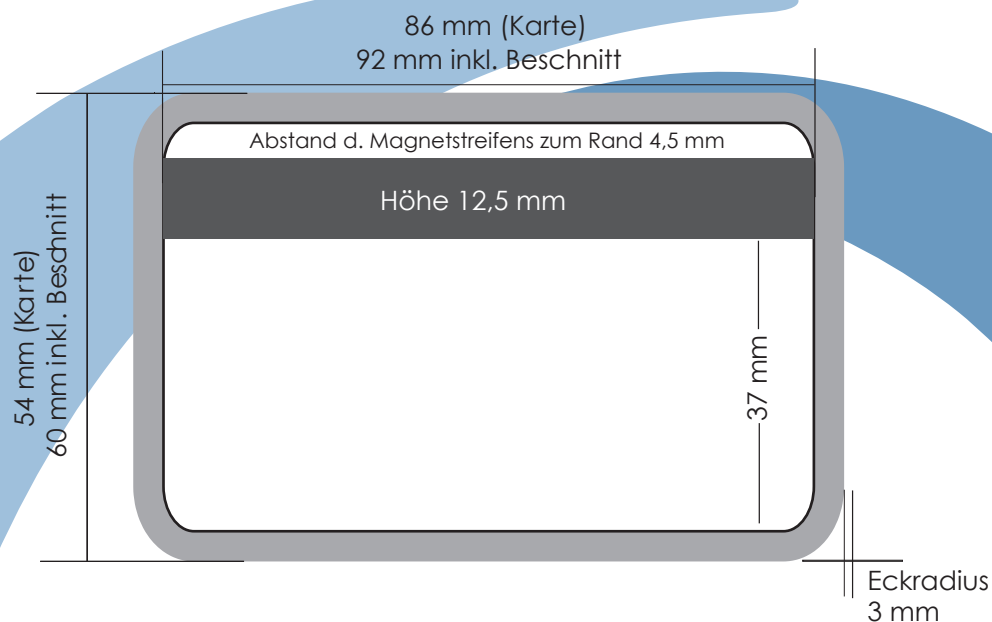 86 mm (Karte)
92 mm inkl. Beschnitt
Abstand d. Magnetstreifens zum Rand 4,5 mm
Höhe 12,5 mm
54 mm (Karte)
60 mm inkl. Beschnitt
37 mm
Eckradius
3 mm